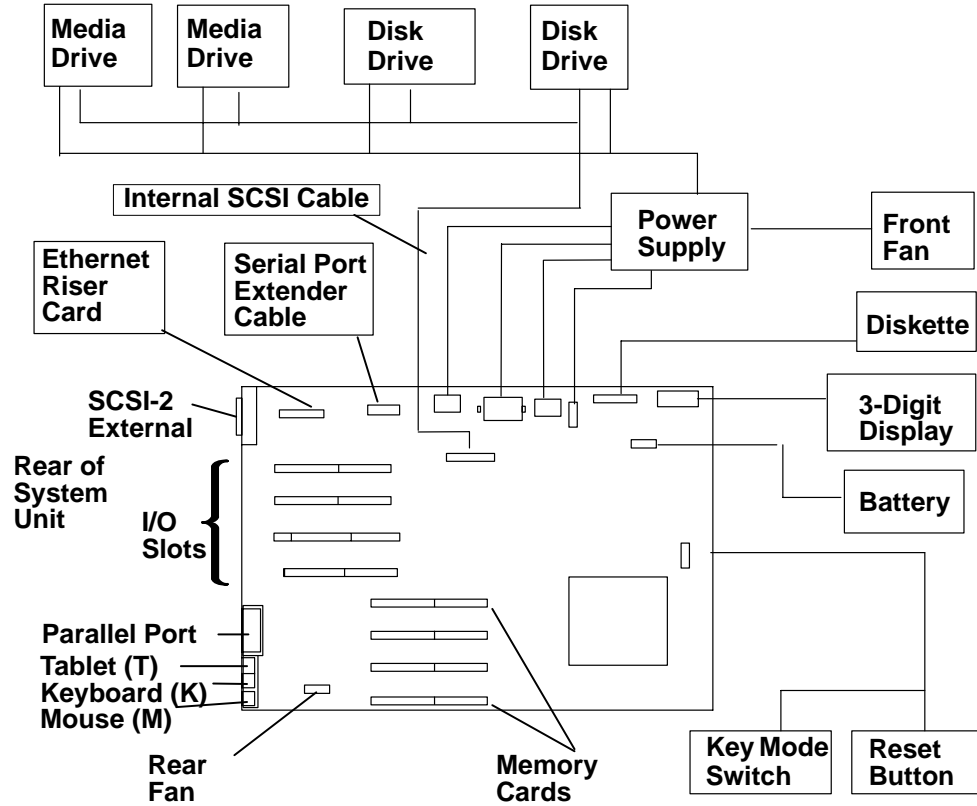 Media
Drive
Media
Drive
Disk
Drive
Disk
Drive
Internal SCSI Cable
Power
Supply
Front
Fan
Ethernet
Riser
Card
Serial Port
Extender
Cable
Diskette
SCSI-2
External
3-Digit
Display
Rear of
System
Unit
I/O
Slots
Battery
Parallel Port
Tablet (T)
Keyboard (K)
Mouse (M)
Rear
Fan
Memory
Cards
Key Mode
Switch
Reset
Button